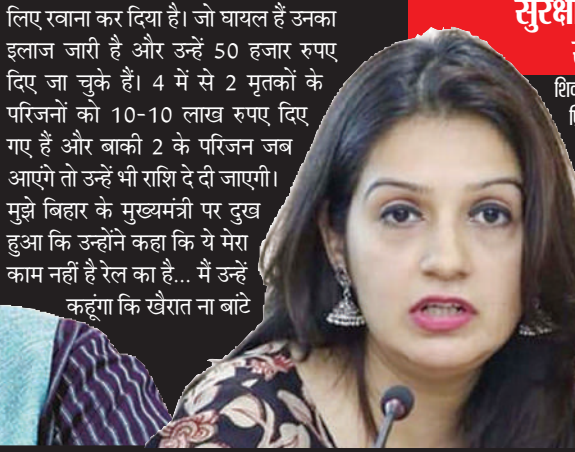 लिए रवाना कर दिया है। जो घायल हैं उनका
इलाज जारी है और उन्हें 50 हजार रुपए
दिए जा चुके हैं। 4 में से 2 मृतकों के
परिजनों को 10-10 लाख रुपए दिए
गए हैं और बाकी 2 के परिजन जब
आएंगे तो उन्हें भी राशि दे दी जाएगी।
मुझे बिहार के मुख्यमंत्री पर दुख
हुआ कि उन्होंने कहा कि ये मेरा
काम नहीं है रेल का है... मैं उन्हें
कहूंगा कि खैरात ना बांटे